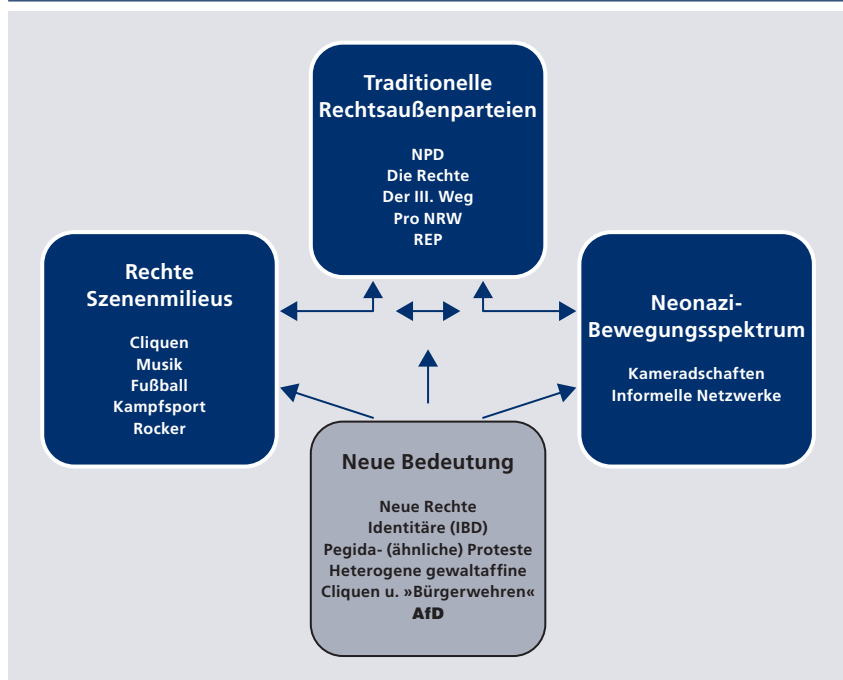 Traditionelle
Rechtsaußenparteien
NPD
Die Rechte
Der III. Weg
Pro NRW
REP
Rechte
Szenenmilieus
Cliquen
Musik
Fußball
Kampfsport
Rocker
Neonazi-
Bewegungsspektrum
Kameradschaften
Informelle Netzwerke
Neue Bedeutung
Neue Rechte
Identitäre (IBD)
Pegida- (ähnliche) Proteste
Heterogene gewaltaffine
Cliquen u. »Bürgerwehren«
AfD